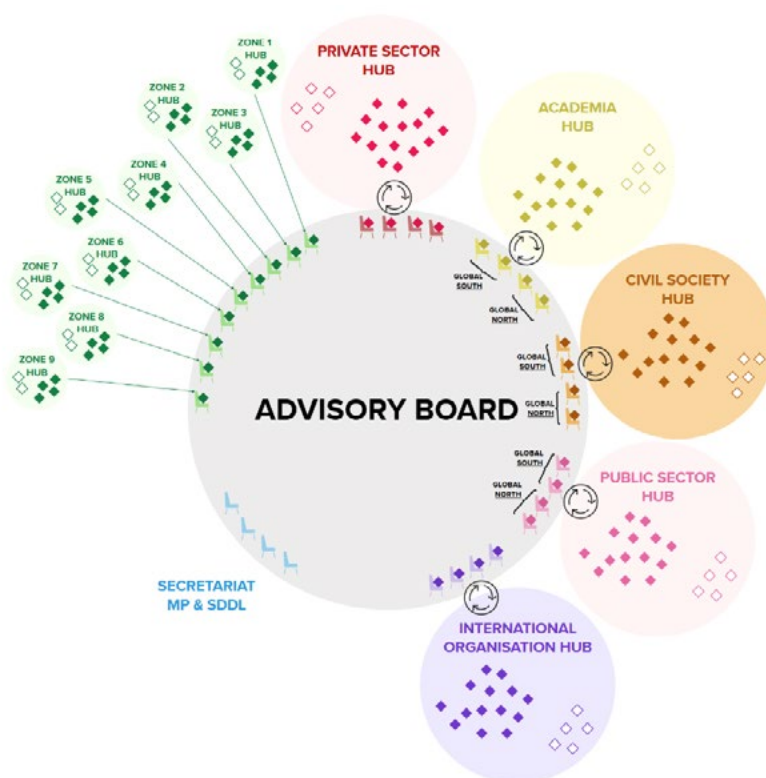 ZONE 1
HUB
ZONE 2
HUB
ZONE 3
HUB
ZONE 4
HUB
ZONE 5
HUB
ZONE 6
HUB
ZONE 7
HUB
ZONE 8
HUB
ZONE 9
HUB
PRIVATE SECTOR
HUB
ACADEMIA
HUB
GLOBAL
SOUTH
GLOBAL
NORTH
CIVIL SOCIETY
HUB
GLOBAL
SOUTH
GLOBAL
NORTH
ADVISORY BOARD
PUBLIC SECTOR
HUB
GLOBAL
SOUTH
GLOBAL
NORTH
SECRETARIAT
MP & SDDL
INTERNATIONAL
ORGANISATION HUB